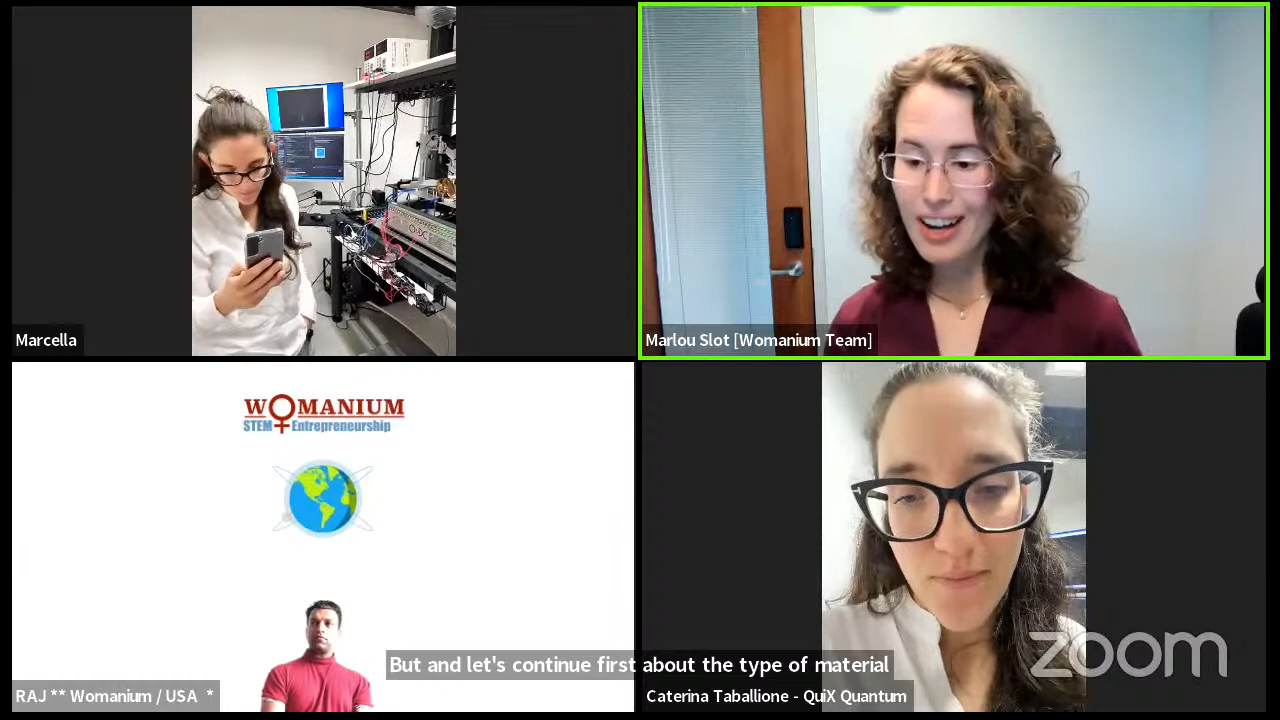 Marcella
Marlou Slot [Womanium Team]
WOMANIUM
STEM Entrepreneurship
RAJ ** Womanium / USA *
But and let's continue first about the type of material
Caterina Taballione - QuiX Quantum
zoom